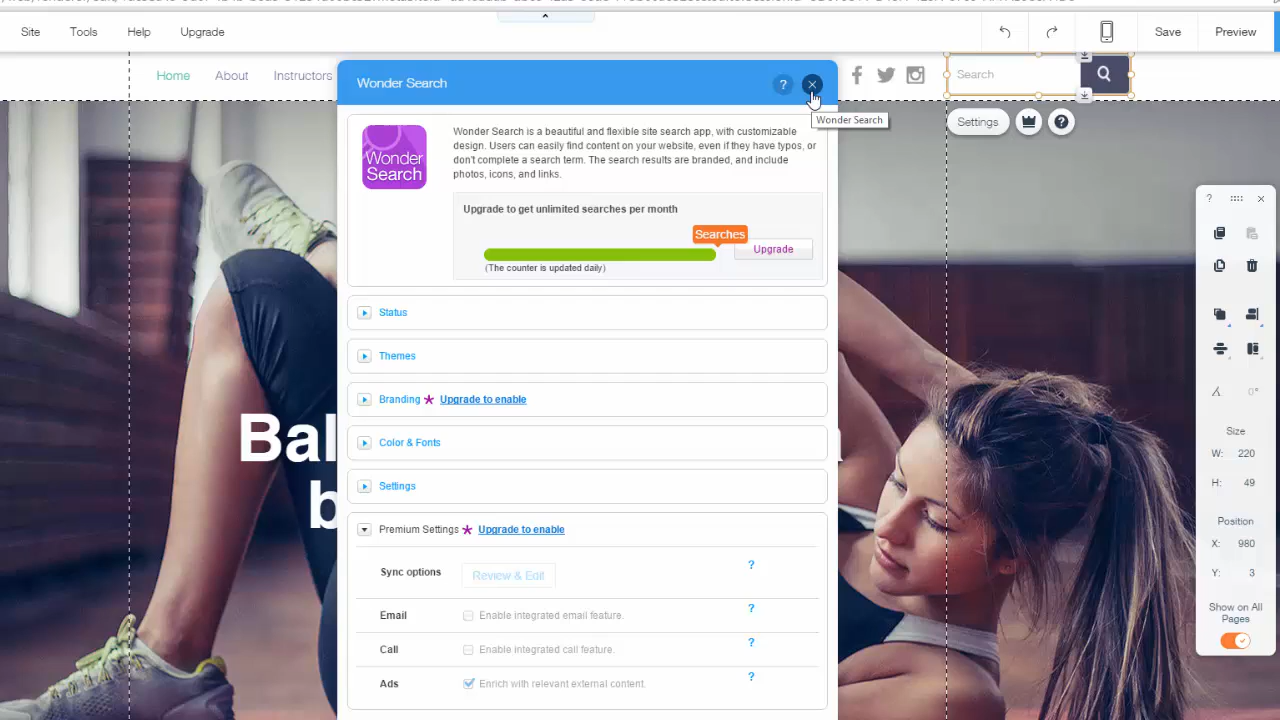 Site Tools Help Upgrade Save Preview
Home About Instructors
Search
Wonder Search
?
Wonder Search
Settings
?
Wonder
Search
Wonder Search is a beautiful and flexible site search app, with customizable
design. Users can easily find content on your website, even if they have typos, or
don't complete a search term. The search results are branded, and include
photos, icons, and links.
Upgrade to get unlimited searches per month
Searches
Upgrade
(The counter is updated daily)
Status
Themes
Branding * Upgrade to enable
Color & Fonts
Settings
Premium Settings * Upgrade to enable
Sync options Review & Edit ?
Email Enable integrated email feature. ?
Call Enable integrated call feature. ?
Ads Enrich with relevant external content. ?
Bal
b
?
0°
Size
W: 220
H: 49
Position
X: 980
Y: 3
Show on All
Pages